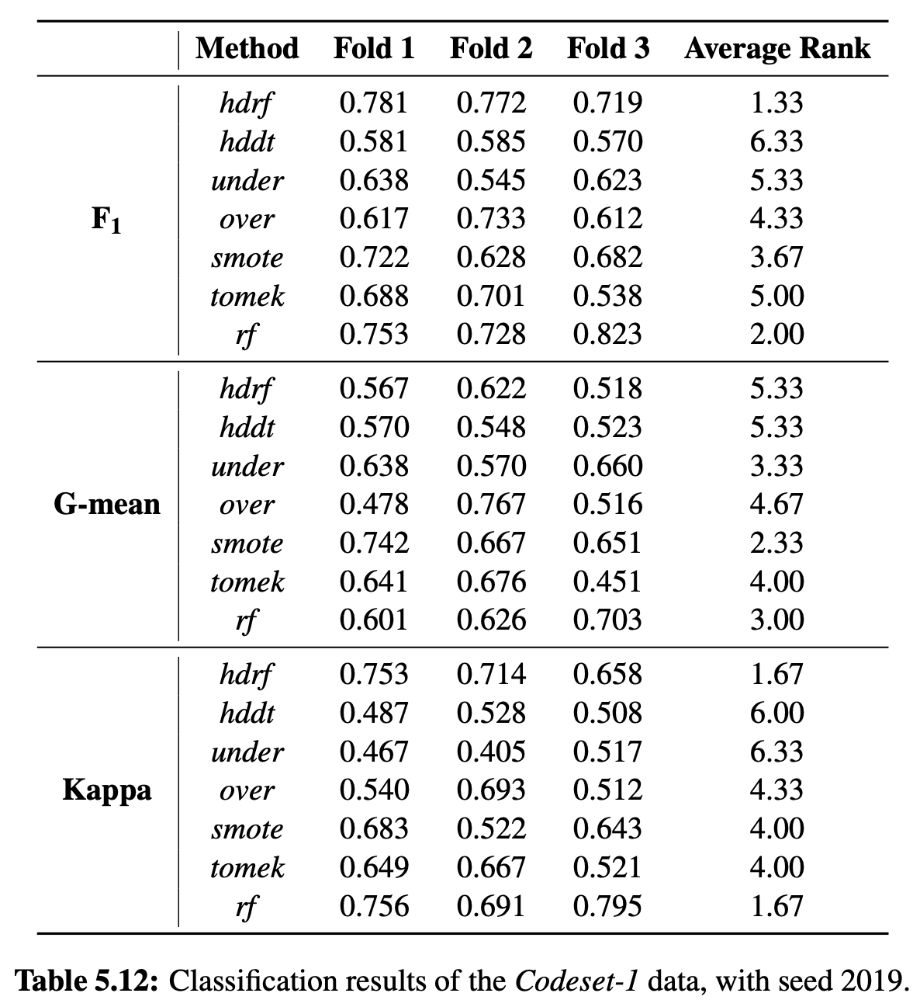 Method Fold 1 Fold 2 Fold 3 Average Rank
hdrf 0.781 0.772 0.719 1.33
hddt 0.581 0.585 0.570 6.33
under 0.638 0.545 0.623 5.33
F1 over 0.617 0.733 0.612 4.33
smote 0.722 0.628 0.682 3.67
tomek 0.688 0.701 0.538 5.00
rf 0.753 0.728 0.823 2.00
hdrf 0.567 0.622 0.518 5.33
hddt 0.570 0.548 0.523 5.33
under 0.638 0.570 0.660 3.33
G-mean over 0.478 0.767 0.516 4.67
smote 0.742 0.667 0.651 2.33
tomek 0.641 0.676 0.451 4.00
rf 0.601 0.626 0.703 3.00
hdrf 0.753 0.714 0.658 1.67
hddt 0.487 0.528 0.508 6.00
under 0.467 0.405 0.517 6.33
Kappa over 0.540 0.693 0.512 4.33
smote 0.683 0.522 0.643 4.00
tomek 0.649 0.667 0.521 4.00
rf 0.756 0.691 0.795 1.67
Table 5.12: Classification results of the Codeset-1 data, with seed 2019.